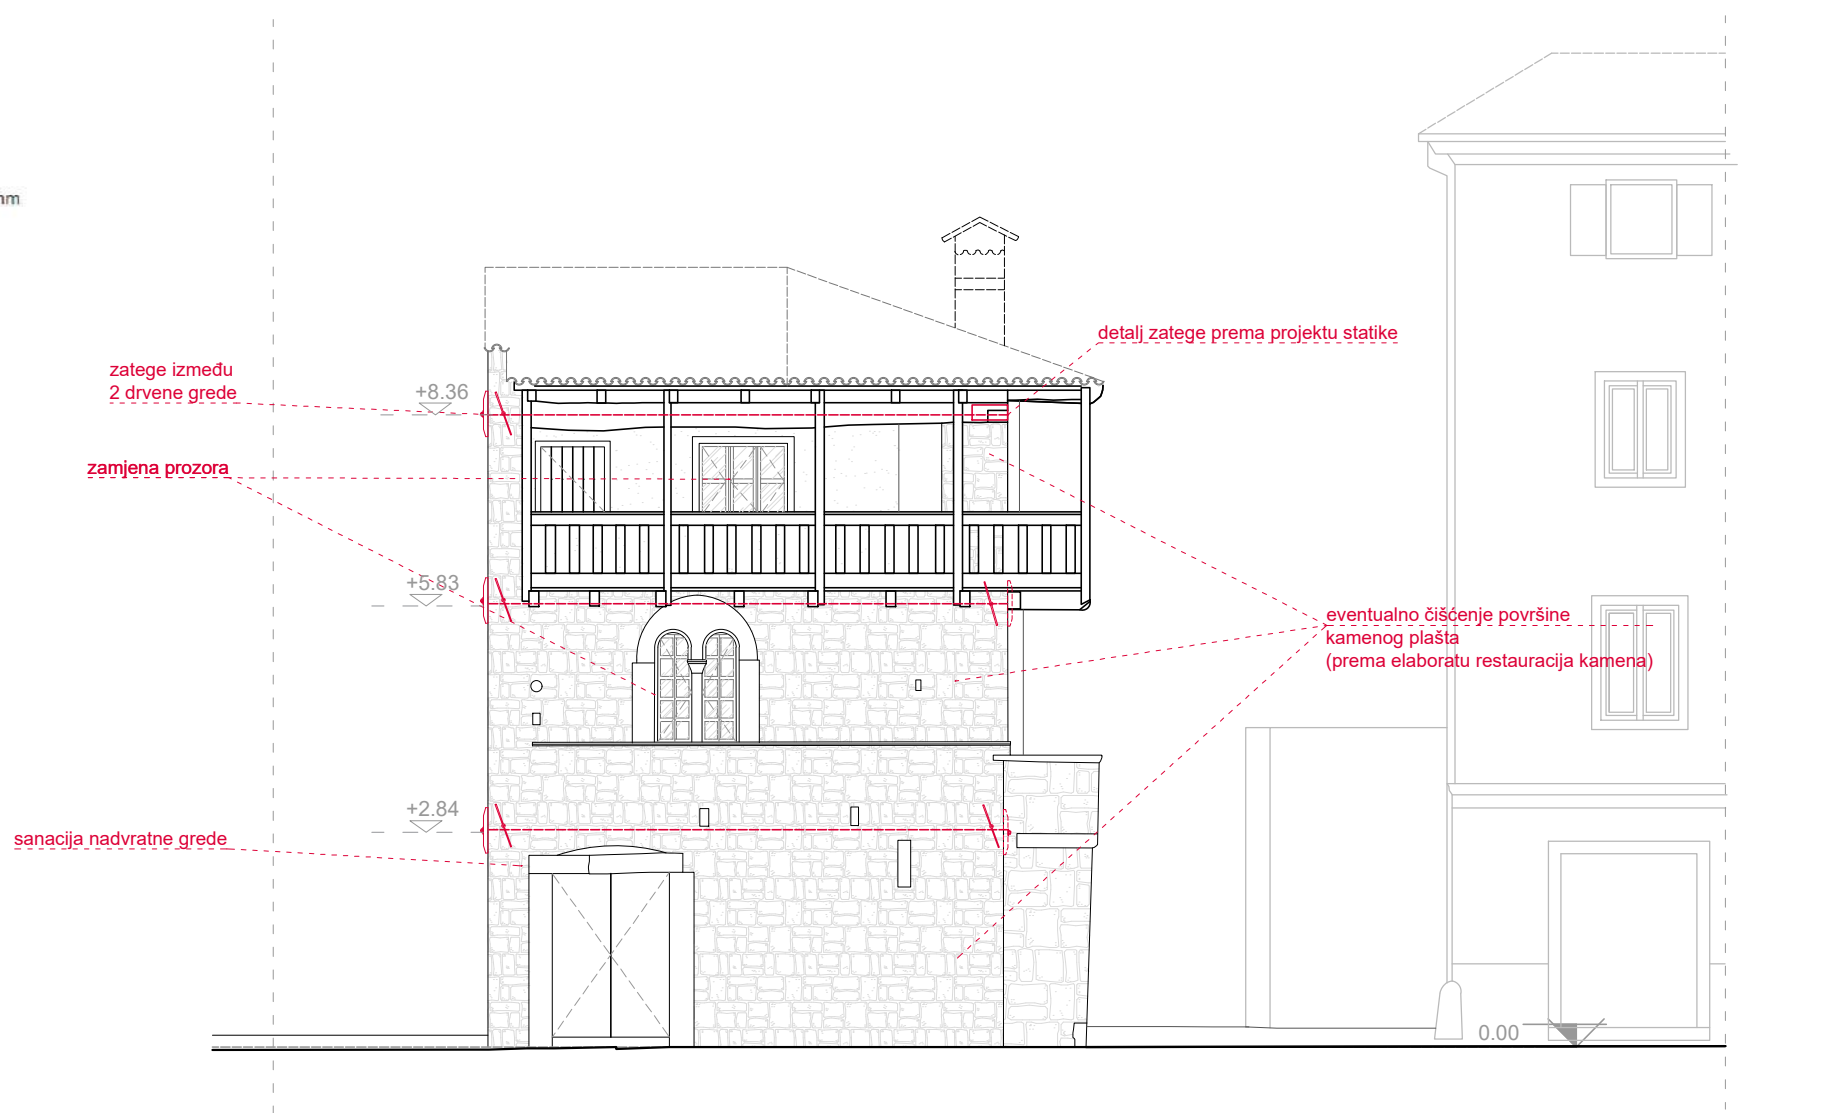 detalj zatege prema projektu statike
zatege između
2 drvene grede
+8.36
zamjena prozora
+5.83
eventualno čišćenje površine
kamenog plašta
(prema elaboratu restauracija kamena)
+2.84
sanacija nadvratne grede
0.00